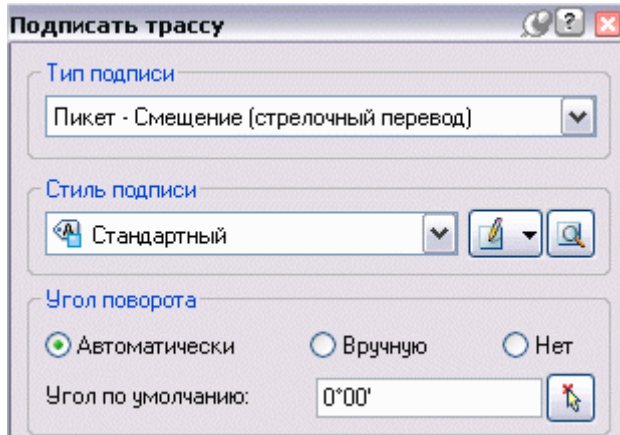 Подписать трассу
Тип подписи
Пикет - Смещение (стрелочный перевод)
Стиль подписи
Стандартный
Угол поворота
Автоматически Вручную Нет
Угол по умолчанию: 0°00'